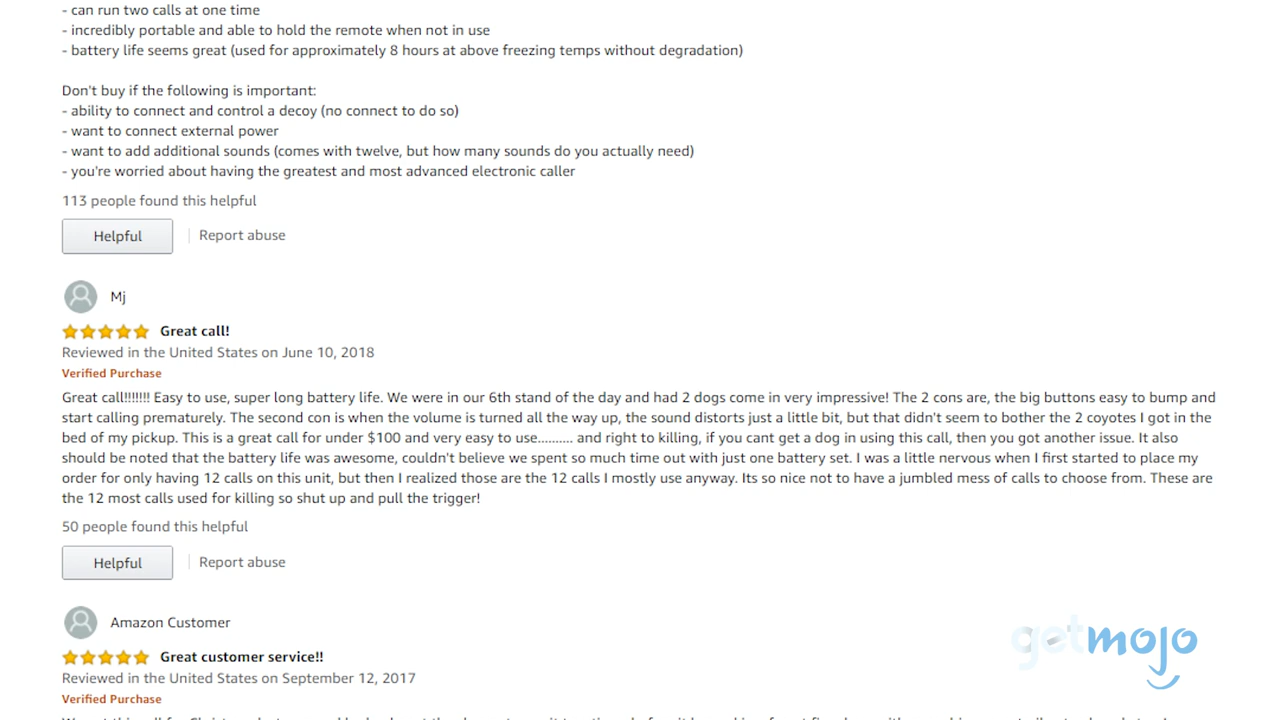 - can run two calls at one time
- incredibly portable and able to hold the remote when not in use
- battery life seems great (used for approximately 8 hours at above freezing temps without degradation)
Don't buy if the following is important:
- ability to connect and control a decoy (no connect to do so)
- want to connect external power
- want to add additional sounds (comes with twelve, but how many sounds do you actually need)
- you're worried about having the greatest and most advanced electronic caller
113 people found this helpful
Helpful
Report abuse
Mj
Great call!
Reviewed in the United States on June 10, 2018
Verified Purchase
Great call!!!!!!! Easy to use, super long battery life. We were in our 6th stand of the day and had 2 dogs come in very impressive! The 2 cons are, the big buttons easy to bump and
start calling prematurely. The second con is when the volume is turned all the way up, the sound distorts just a little bit, but that didn't seem to bother the 2 coyotes I got in the
bed of my pickup. This is a great call for under $100 and very easy to use.......... and right to killing, if you cant get a dog in using this call, then you got another issue. It also
should be noted that the battery life was awesome, couldn't believe we spent so much time out with just one battery set. I was a little nervous when I first started to place my
order for only having 12 calls on this unit, but then I realized those are the 12 calls I mostly use anyway. Its so nice not to have a jumbled mess of calls to choose from. These are
the 12 most calls used for killing so shut up and pull the trigger!
50 people found this helpful
Helpful
Report abuse
Amazon Customer
Great customer service!!
Reviewed in the United States on September 12, 2017
Verified Purchase
getmojo